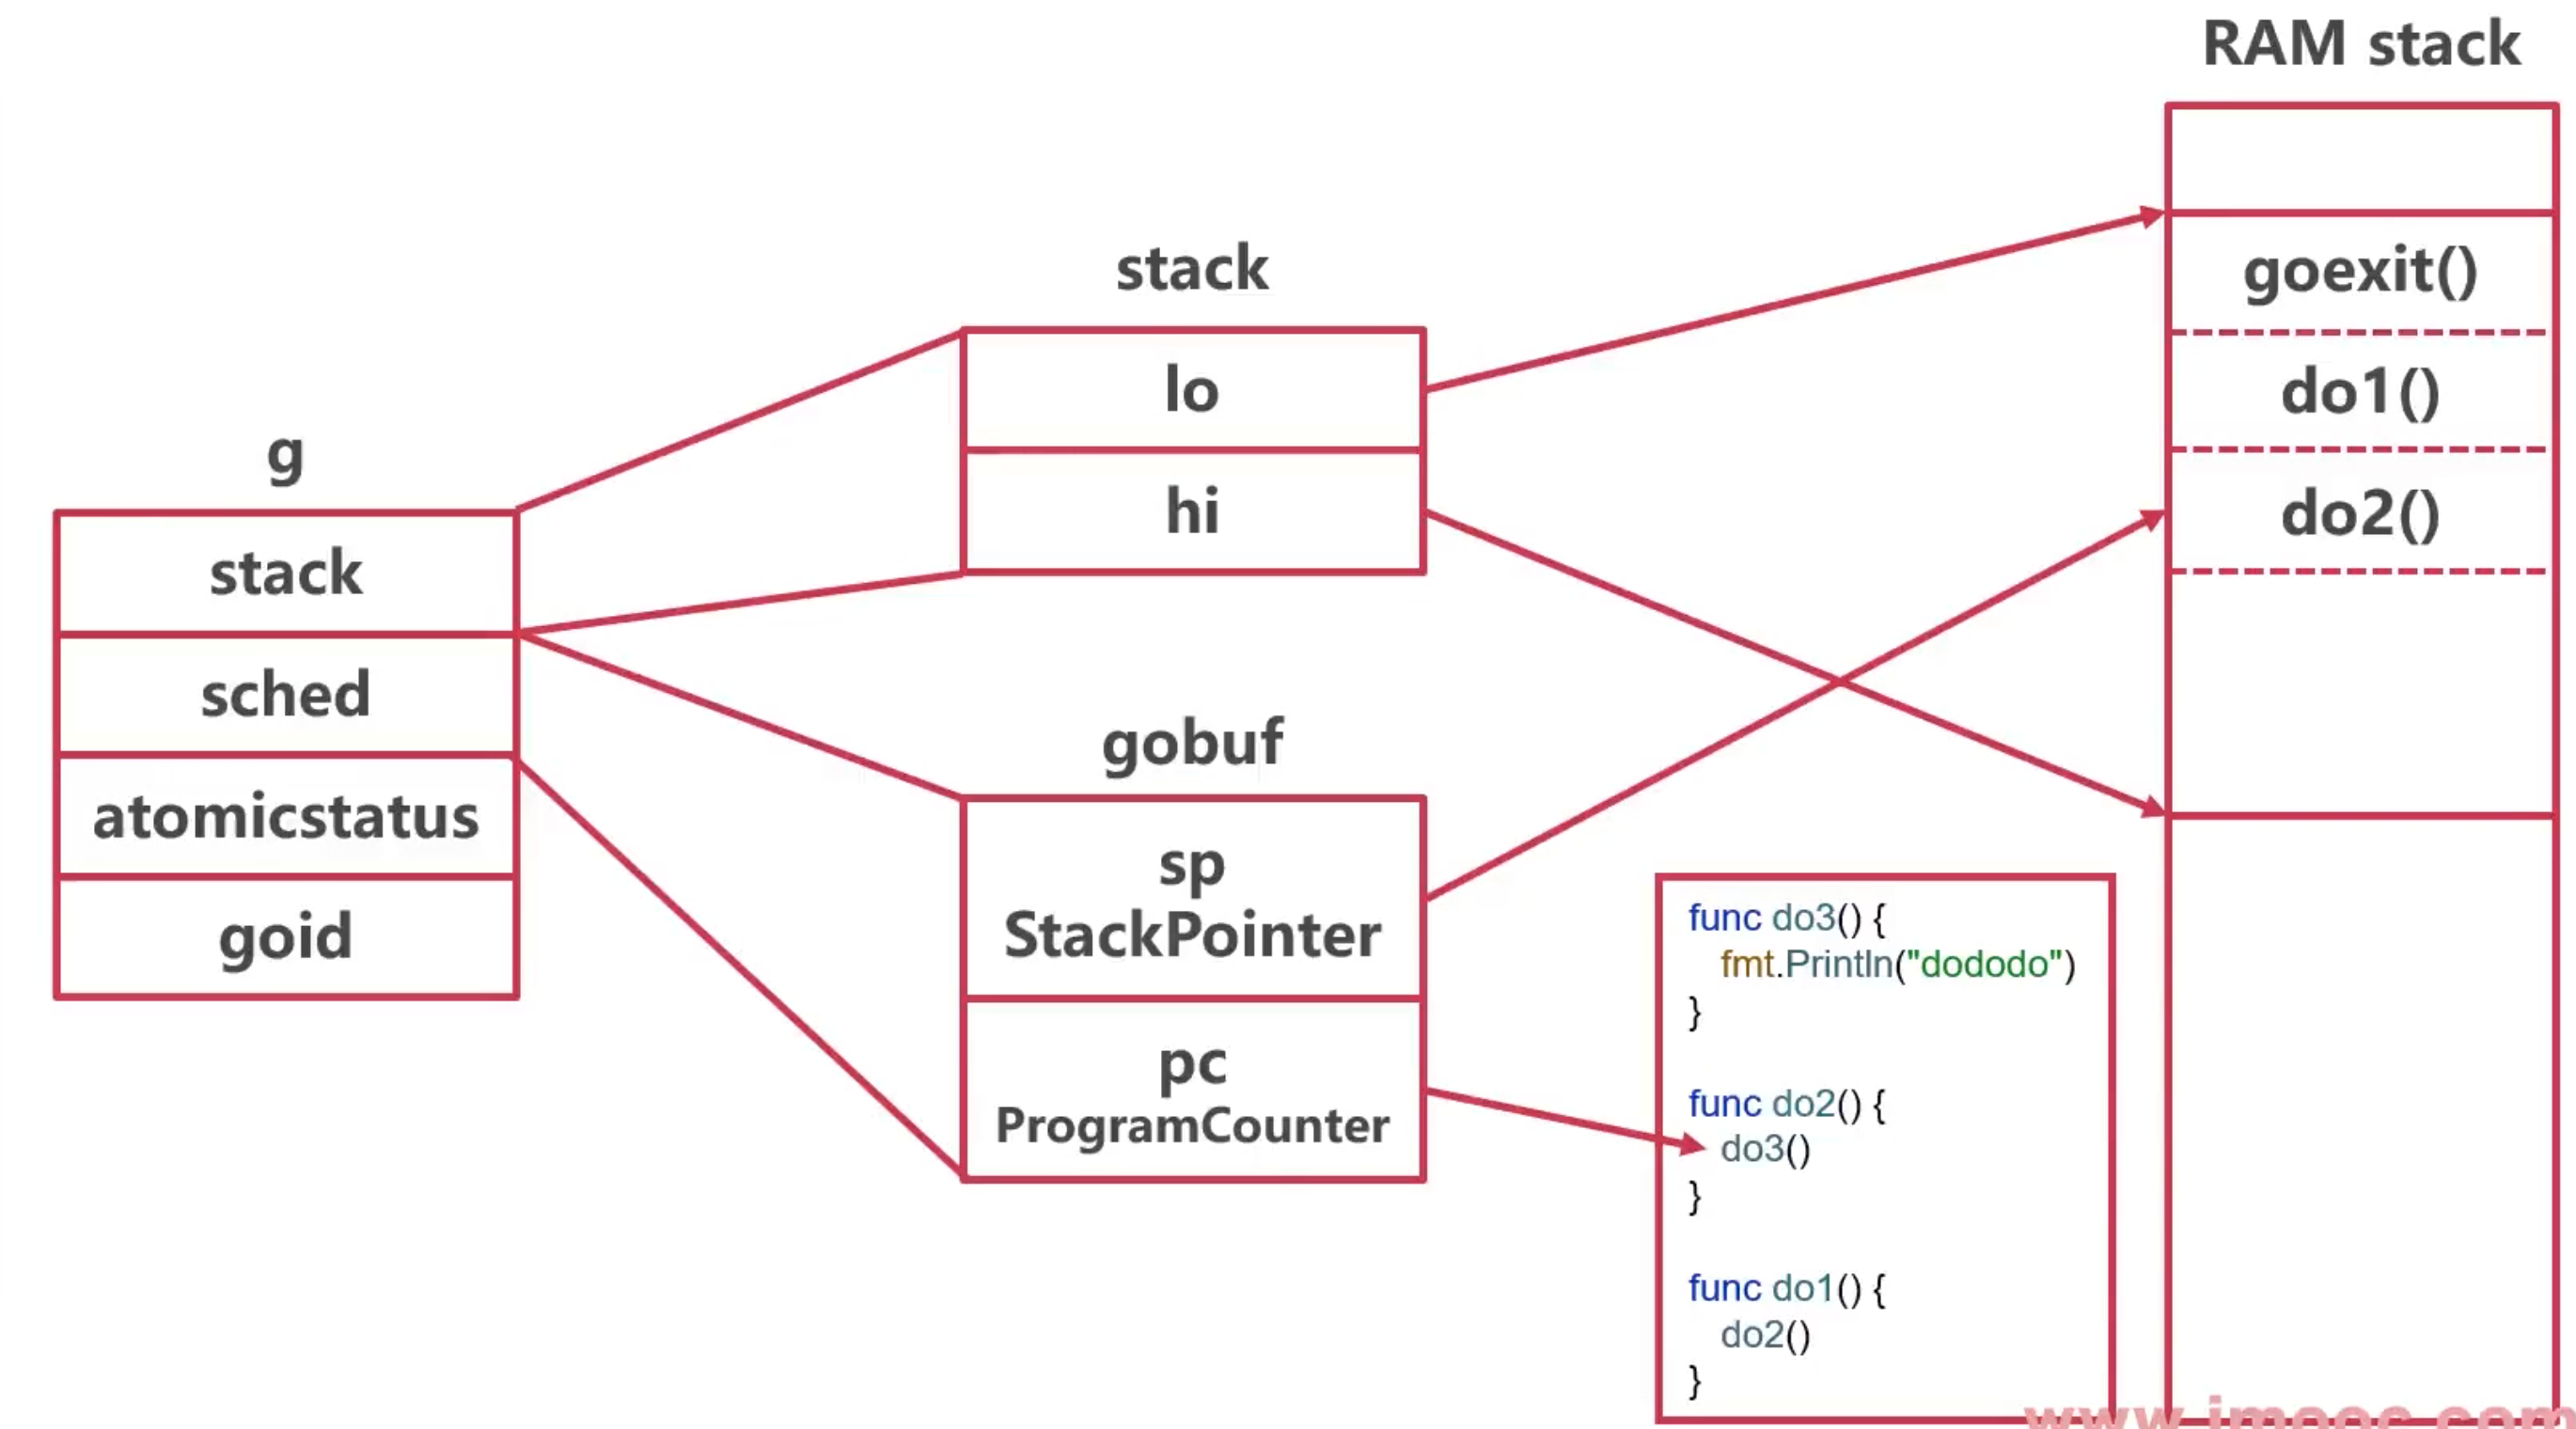 RAM stack
goexit()
do1()
do2()
stack
lo
hi
g
stack
sched
atomicstatus
goid
gobuf
sp
StackPointer
pc
ProgramCounter
func do3() {
fmt.Println("dododo")
}
func do2() {
do3()
}
func do1() {
do2()
}
www.imooc.com